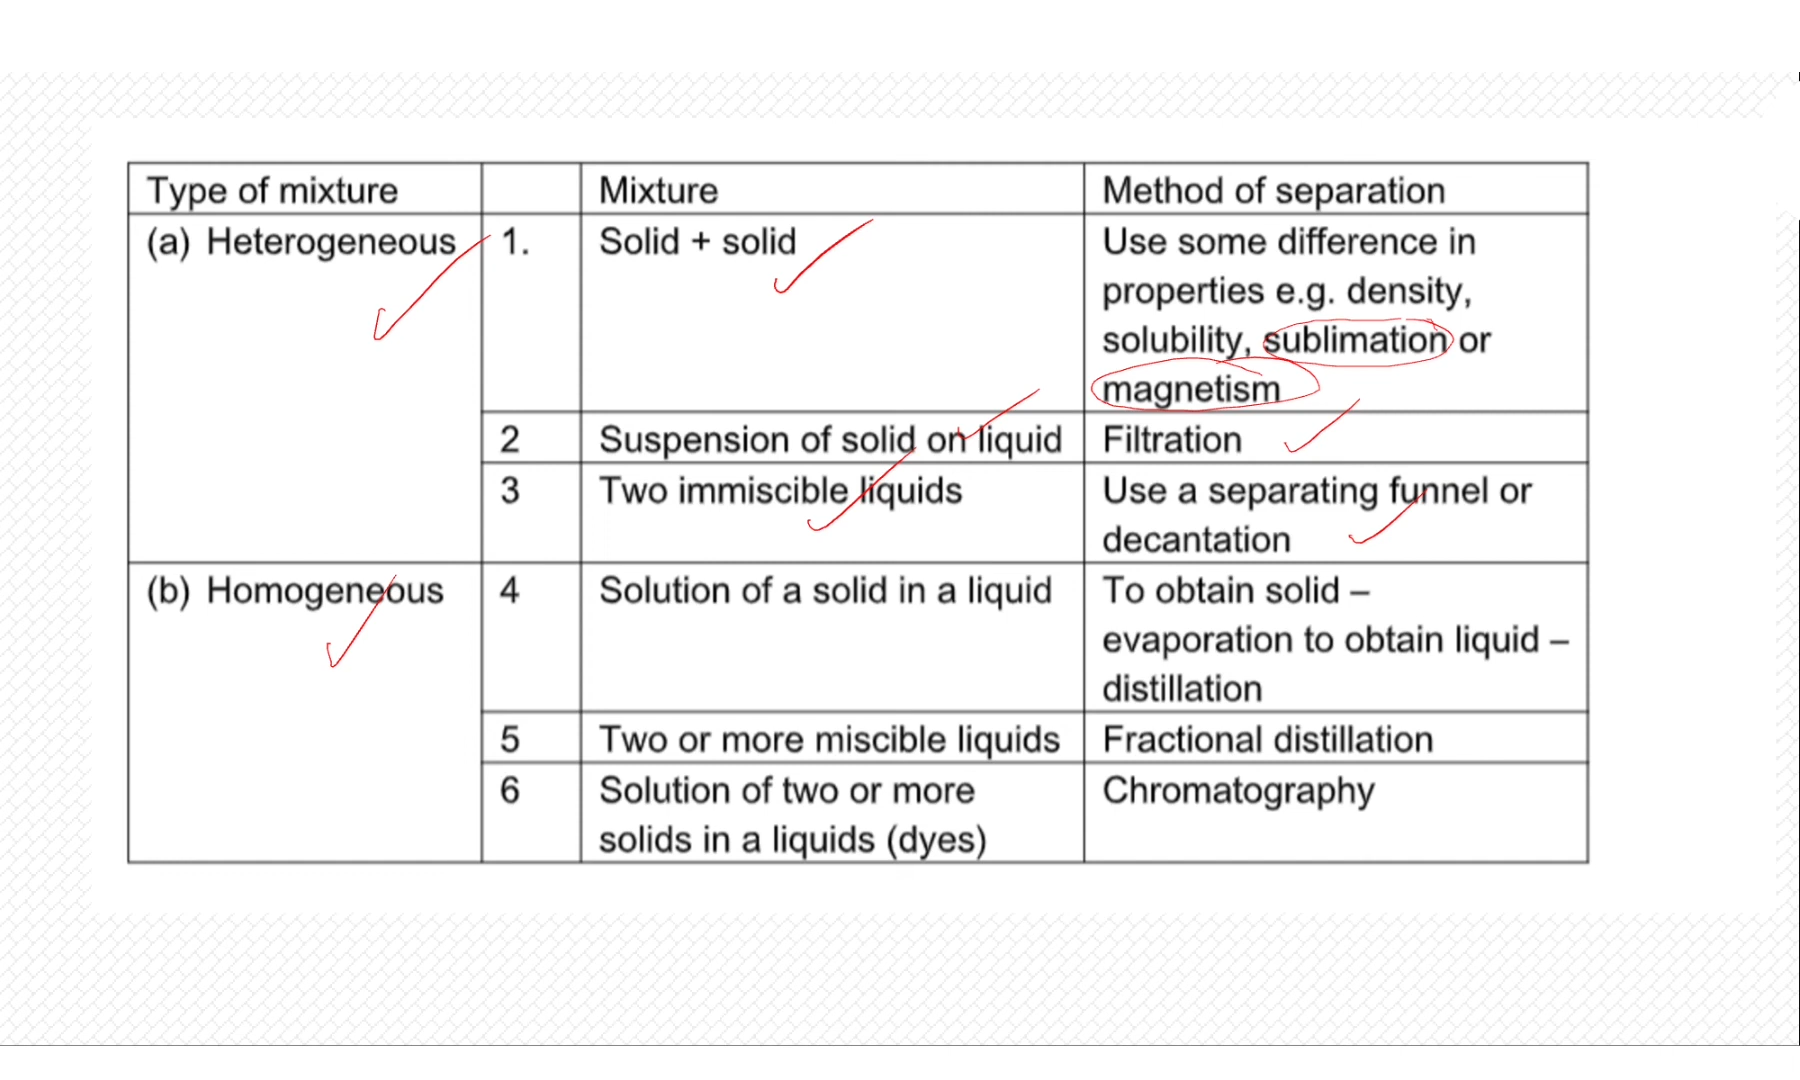 Type of mixture Mixture Method of separation
(a) Heterogeneous 1. Solid + solid Use some difference in
properties e.g. density,
solubility, sublimation or
magnetism
2 Suspension of solid on liquid Filtration
3 Two immiscible liquids Use a separating funnel or
decantation
(b) Homogeneous 4 Solution of a solid in a liquid To obtain solid –
evaporation to obtain liquid –
distillation
5 Two or more miscible liquids Fractional distillation
6 Solution of two or more Chromatography
solids in a liquids (dyes)